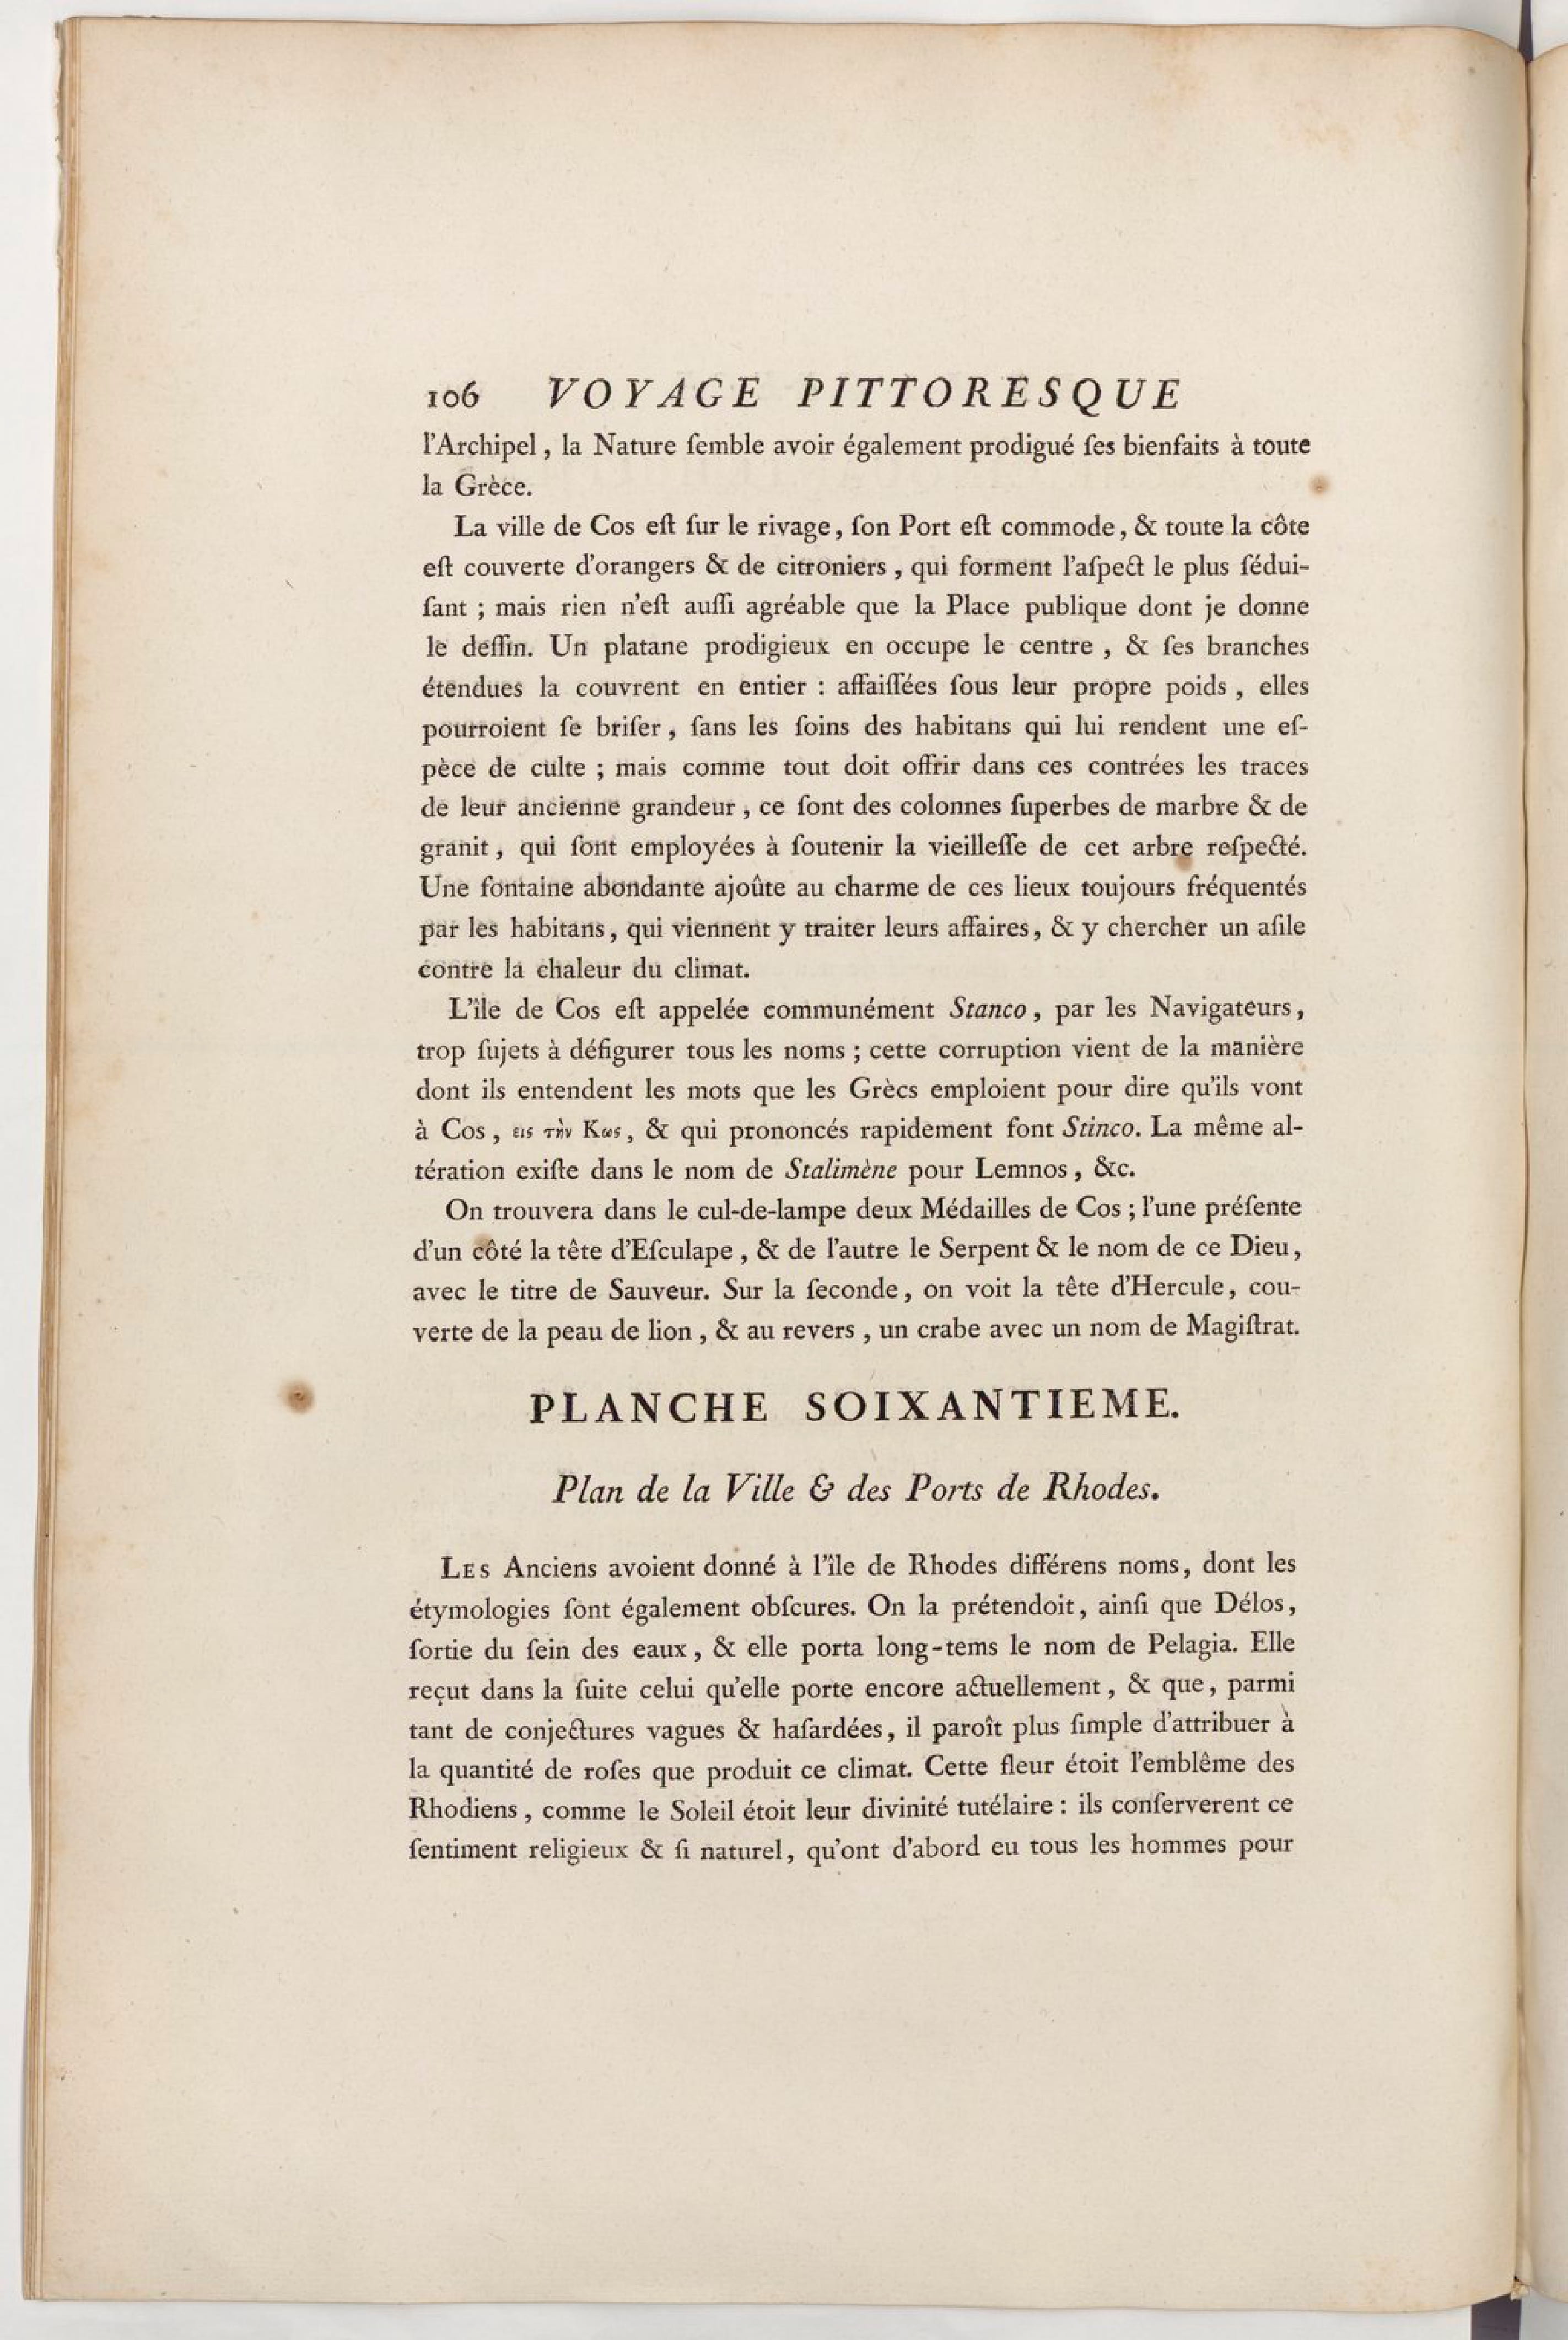 106 VOYAGE PITTORESQUE
l'Archipel, la Nature ſemble avoir également prodigué ſes bienfaits à toute
la Grèce.
La ville de Cos eſt ſur le rivage, ſon Port eſt commode, & toute la côte
eſt couverte d'orangers & de citroniers, qui forment l'aſpect le plus ſédui-
ſant ; mais rien n'eſt auſſi agréable que la Place publique dont je donne
le deſſin. Un platane prodigieux en occupe le centre, & ſes branches
étendues la couvrent en entier : affaiſſées ſous leur propre poids, elles
pourroient ſe briſer, ſans les ſoins des habitans qui lui rendent une eſ-
pèce de culte ; mais comme tout doit offrir dans ces contrées les traces
de leur ancienne grandeur, ce ſont des colonnes ſuperbes de marbre & de
granit, qui ſont employées à ſoutenir la vieilleſſe de cet arbre reſpecté.
Une fontaine abondante ajoûte au charme de ces lieux toujours fréquentés
par les habitans, qui viennent y traiter leurs affaires, & y chercher un aſile
contre la chaleur du climat.
L'île de Cos eſt appelée communément Stanco, par les Navigateurs,
trop ſujets à défigurer tous les noms ; cette corruption vient de la manière
dont ils entendent les mots que les Grècs emploient pour dire qu'ils vont
à Cos, εις τὴν Κως, & qui prononcés rapidement font Stinco. La même al-
tération exiſte dans le nom de Stalimène pour Lemnos, &c.
On trouvera dans le cul-de-lampe deux Médailles de Cos ; l'une préſente
d'un côté la tête d'Eſculape, & de l'autre le Serpent & le nom de ce Dieu,
avec le titre de Sauveur. Sur la ſeconde, on voit la tête d'Hercule, cou-
verte de la peau de lion, & au revers, un crabe avec un nom de Magiſtrat.
PLANCHE SOIXANTIEME.
Plan de la Ville & des Ports de Rhodes.
LES Anciens avoient donné à l'île de Rhodes différens noms, dont les
étymologies ſont également obſcures. On la prétendoit, ainſi que Délos,
ſortie du ſein des eaux, & elle porta long-tems le nom de Pelagia. Elle
reçut dans la ſuite celui qu'elle porte encore actuellement, & que, parmi
tant de conjectures vagues & haſardées, il paroît plus ſimple d'attribuer à
la quantité de roſes que produit ce climat. Cette fleur étoit l'emblême des
Rhodiens, comme le Soleil étoit leur divinité tutélaire : ils conſerverent ce
ſentiment religieux & ſi naturel, qu'ont d'abord eu tous les hommes pour